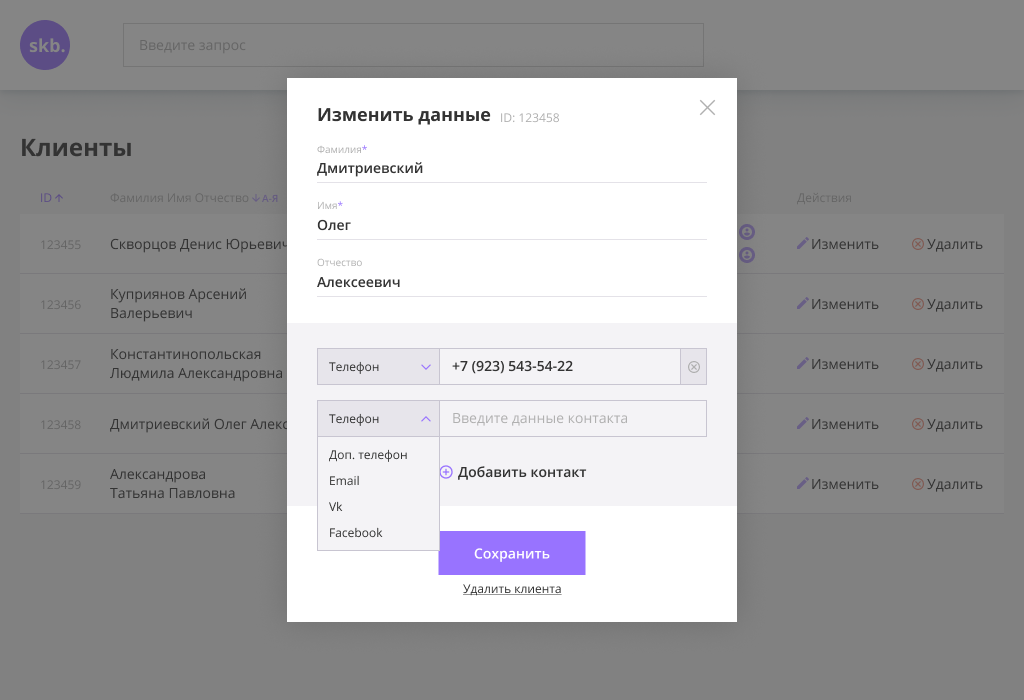 skb.
Введите запрос
Изменить данные ID: 123458
Фамилия*
Дмитриевский
Имя*
Олег
Отчество
Алексеевич
Телефон +7 (923) 543-54-22
Телефон Введите данные контакта
Доп. телефон
Email
Vk
Facebook
Добавить контакт
Сохранить
Удалить клиента
Клиенты
ID Фамилия Имя Отчество А-Я Действия
123455 Скворцов Денис Юрьевич Изменить Удалить
123456 Куприянов Арсений
Валерьевич Изменить Удалить
123457 Константинопольская
Людмила Александровна Изменить Удалить
123458 Дмитриевский Олег Алекс Изменить Удалить
123459 Александрова
Татьяна Павловна Изменить Удалить